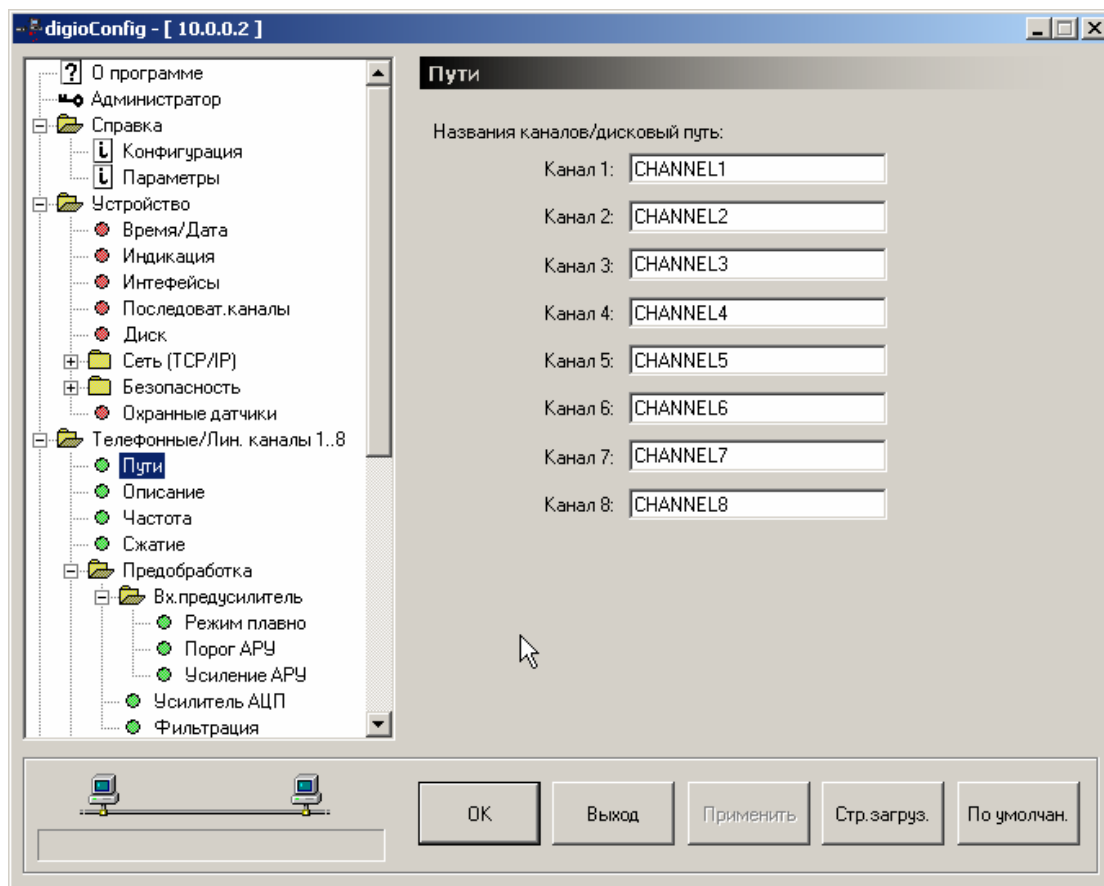 digioConfig - [ 10.0.0.2 ]
? О программе
Администратор
Справка
i Конфигурация
i Параметры
Устройство
Время/Дата
Индикация
Интефейсы
Последоват.каналы
Диск
Сеть (TCP/IP)
Безопасность
Охранные датчики
Телефонные/Лин. каналы 1..8
Пути
Описание
Частота
Сжатие
Предобработка
Вх.предусилитель
Режим плавно
Порог АРУ
Усиление АРУ
Усилитель АЦП
Фильтрация
Пути
Названия каналов/дисковый путь:
Канал 1: CHANNEL1
Канал 2: CHANNEL2
Канал 3: CHANNEL3
Канал 4: CHANNEL4
Канал 5: CHANNEL5
Канал 6: CHANNEL6
Канал 7: CHANNEL7
Канал 8: CHANNEL8
OK Выход Применить Стр.загруз. По умолчан.